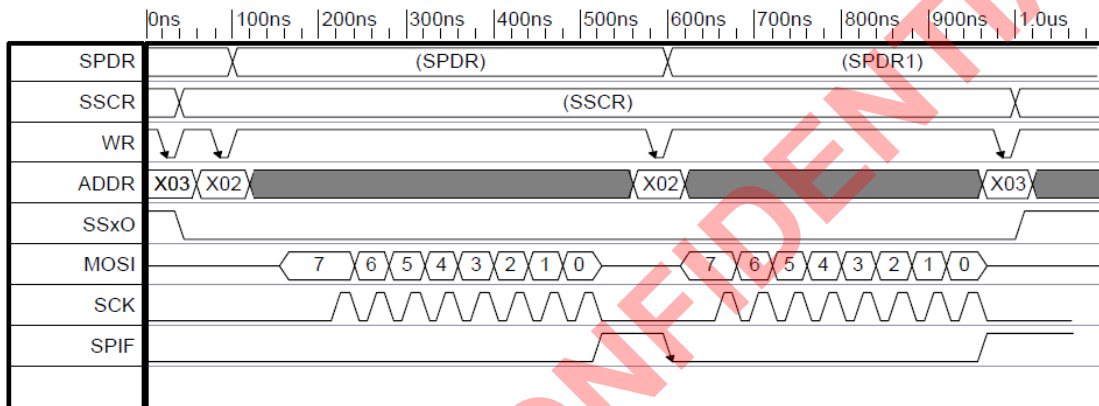 0ns 100ns 200ns 300ns 400ns 500ns 600ns 700ns 800ns 900ns 1.0us
SPDR (SPDR) (SPDR1)
SSCR (SSCR)
WR
ADDR X03 X02 X02 X03
SSxO
MOSI 7 6 5 4 3 2 1 0 7 6 5 4 3 2 1 0
SCK
SPIF
CONFIDENTIA